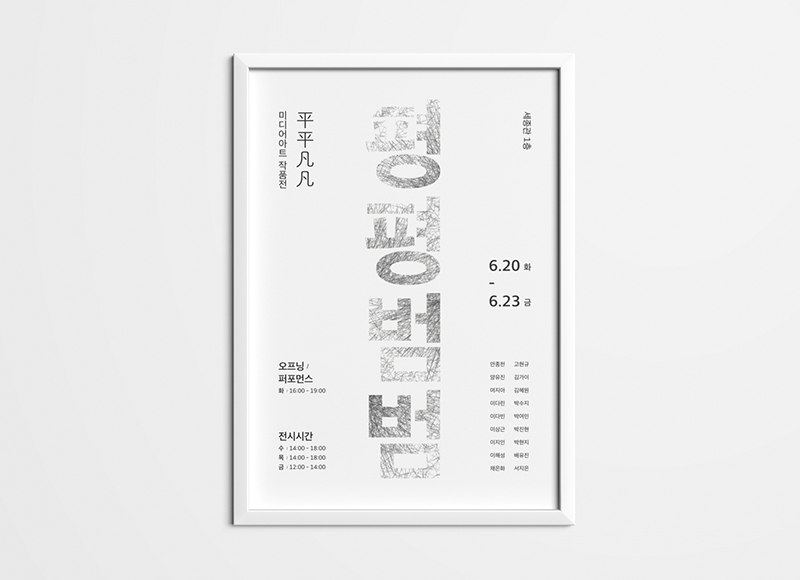 平平凡凡
미디어아트 작품전
평평범범
세종관 1층
6.20 화
-
6.23 금
오프닝 /
퍼포먼스
화 / 16:00 - 19:00
전시시간
수 / 14:00 - 18:00
목 / 14:00 - 18:00
금 / 12:00 - 14:00
안종천 고현규
양유진 김가이
여지아 김혜원
이다린 박수지
이다빈 박여민
이상근 박진현
이지민 박현지
이혜성 배유진
제은화 서지은